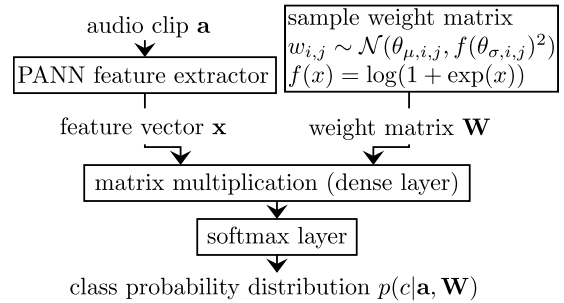 audio clip a
PANN feature extractor
sample weight matrix
w_{i,j} ∼ 𝒩(θ_{μ,i,j}, f(θ_{σ,i,j})²)
f(x) = log(1 + exp(x))
feature vector x
weight matrix W
matrix multiplication (dense layer)
softmax layer
class probability distribution p(c|a, W)